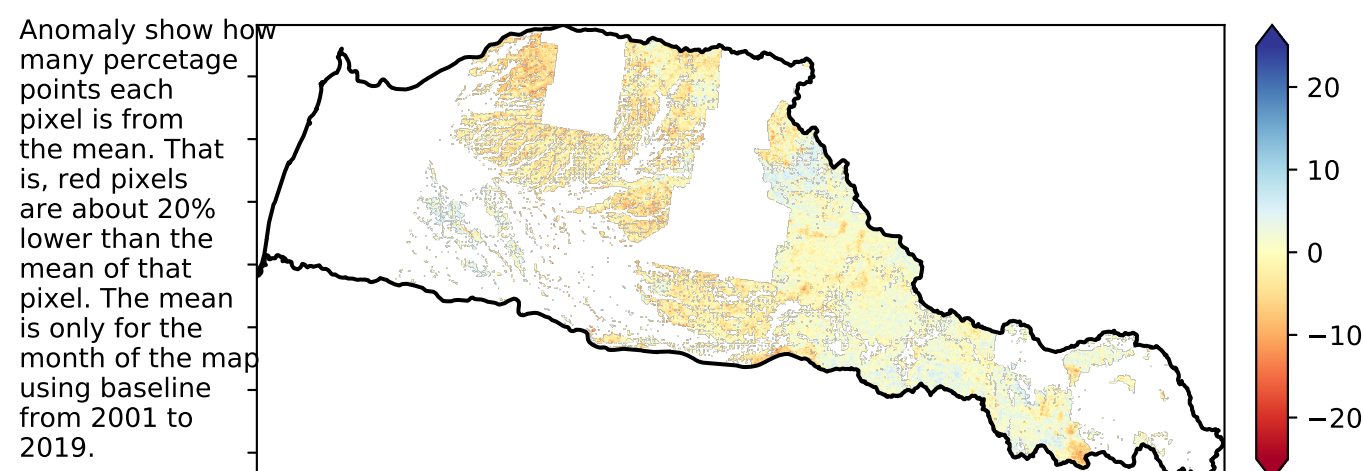 Anomaly show how
many percetage
points each
pixel is from
the mean. That
is, red pixels
are about 20%
lower than the
mean of that
pixel. The mean
is only for the
month of the map
using baseline
from 2001 to
2019.
20
10
0
−10
−20